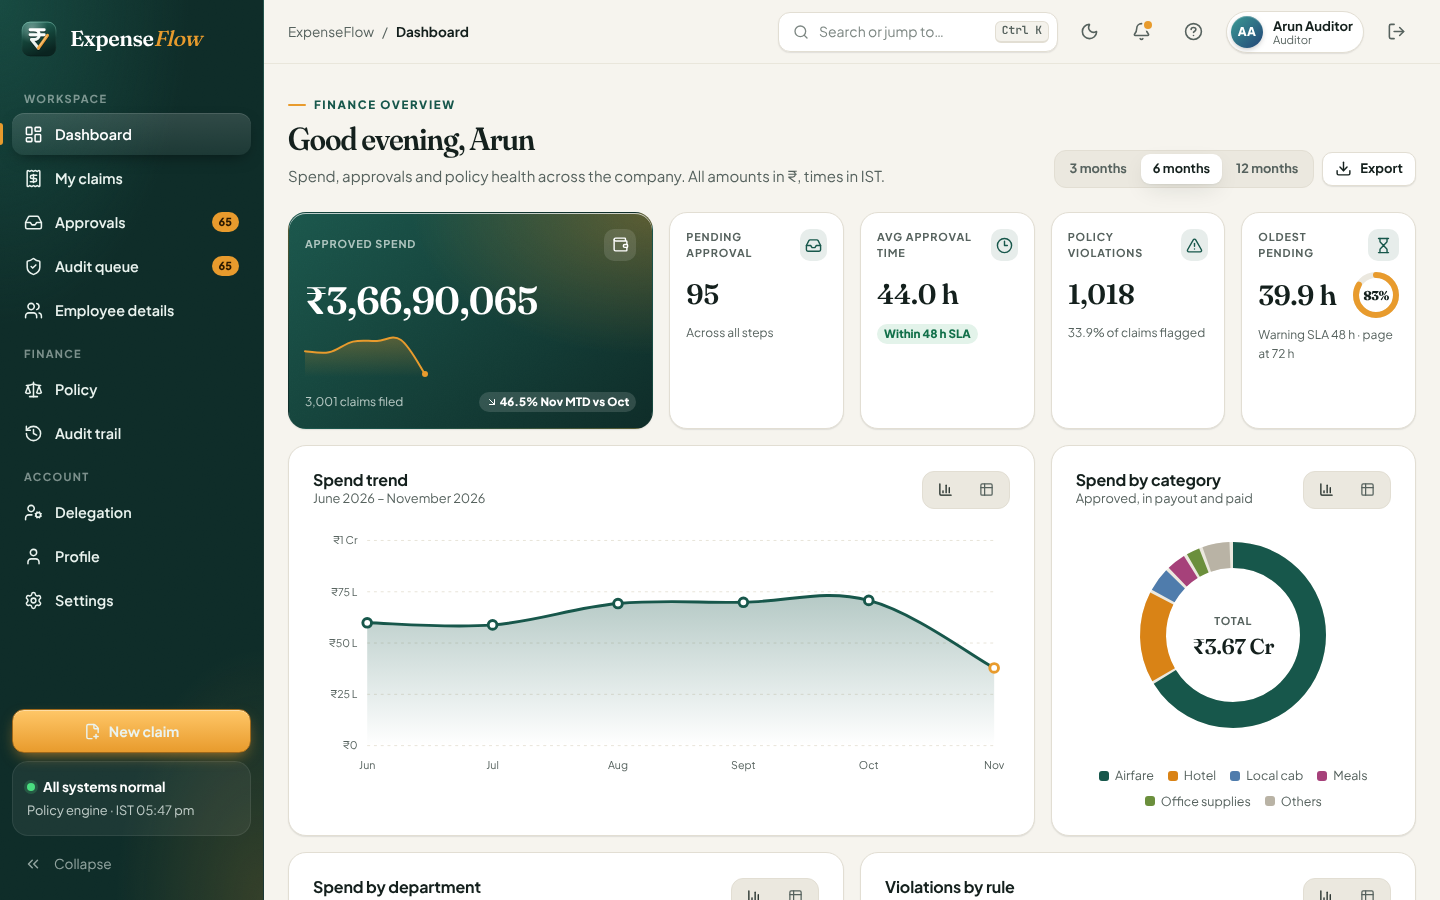 ExpenseFlow
WORKSPACE
Dashboard
My claims
Approvals 65
Audit queue 65
Employee details
FINANCE
Policy
Audit trail
ACCOUNT
Delegation
Profile
Settings
New claim
All systems normal
Policy engine · IST 05:47 pm
Collapse
ExpenseFlow / Dashboard
Search or jump to... Ctrl K
AA
Arun Auditor
Auditor
FINANCE OVERVIEW
Good evening, Arun
Spend, approvals and policy health across the company. All amounts in ₹, times in IST.
3 months 6 months 12 months Export
APPROVED SPEND
₹3,66,90,065
3,001 claims filed
46.5% Nov MTD vs Oct
PENDING
APPROVAL
95
Across all steps
AVG APPROVAL
TIME
44.0 h
Within 48 h SLA
POLICY
VIOLATIONS
1,018
33.9% of claims flagged
OLDEST
PENDING
39.9 h
83%
Warning SLA 48 h · page
at 72 h
Spend trend
June 2026 – November 2026
₹1 Cr
₹75 L
₹50 L
₹25 L
₹0
Jun Jul Aug Sept Oct Nov
Spend by category
Approved, in payout and paid
TOTAL
₹3.67 Cr
Airfare Hotel Local cab Meals
Office supplies Others
Spend by department
Violations by rule